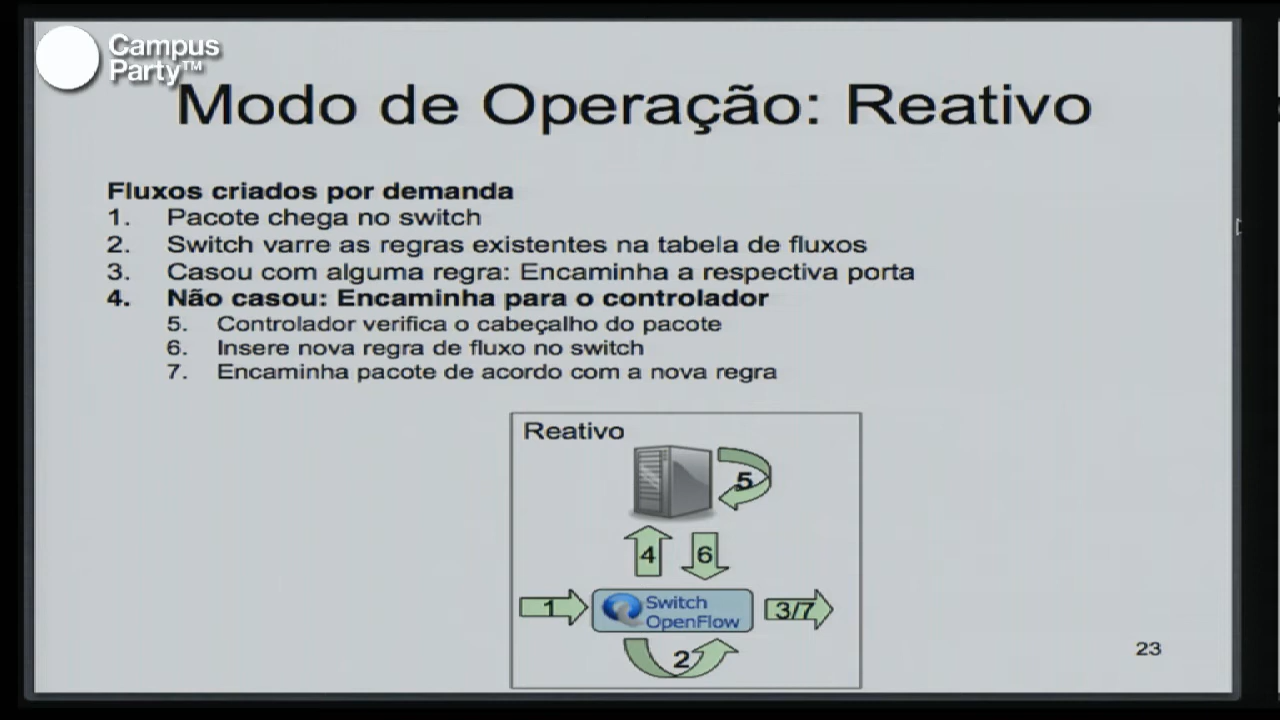 Campus
Party™
Modo de Operação: Reativo
Fluxos criados por demanda
1. Pacote chega no switch
2. Switch varre as regras existentes na tabela de fluxos
3. Casou com alguma regra: Encaminha a respectiva porta
4. Não casou: Encaminha para o controlador
5. Controlador verifica o cabeçalho do pacote
6. Insere nova regra de fluxo no switch
7. Encaminha pacote de acordo com a nova regra
Reativo
5
4 6
1 Switch OpenFlow 3/7
2
23